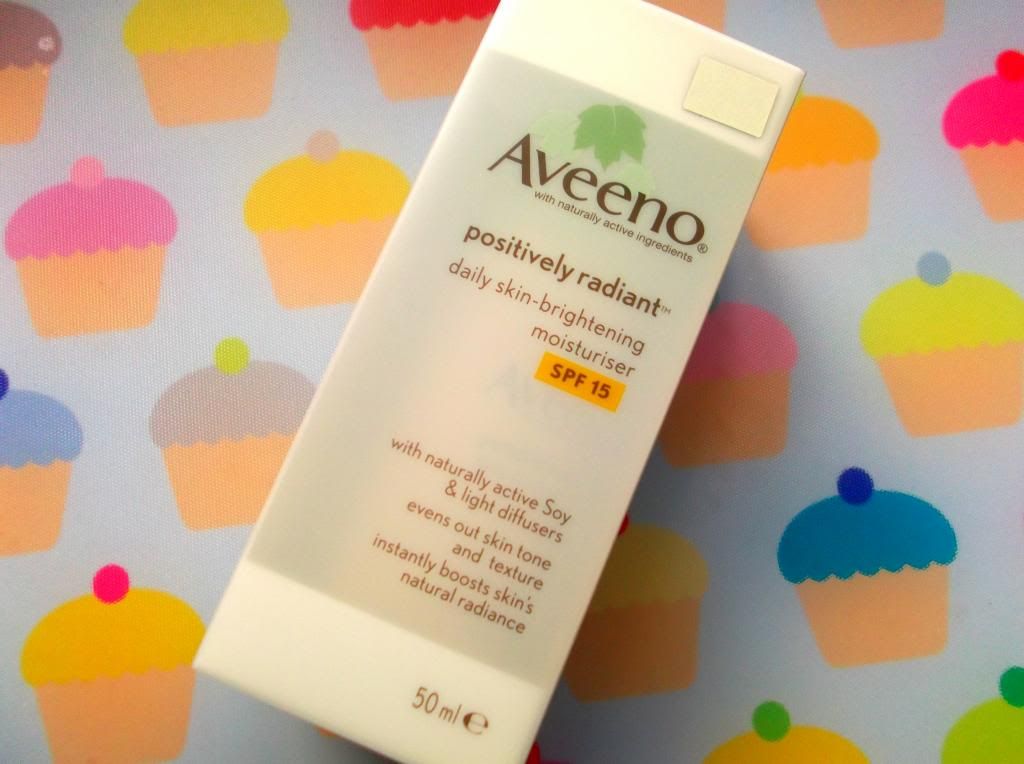 Aveeno®
with naturally active ingredients
positively radiant™
daily skin-brightening
moisturiser
SPF 15
with naturally active Soy
& light diffusers
evens out skin tone
and texture
instantly boosts skin's
natural radiance
50 ml ℮